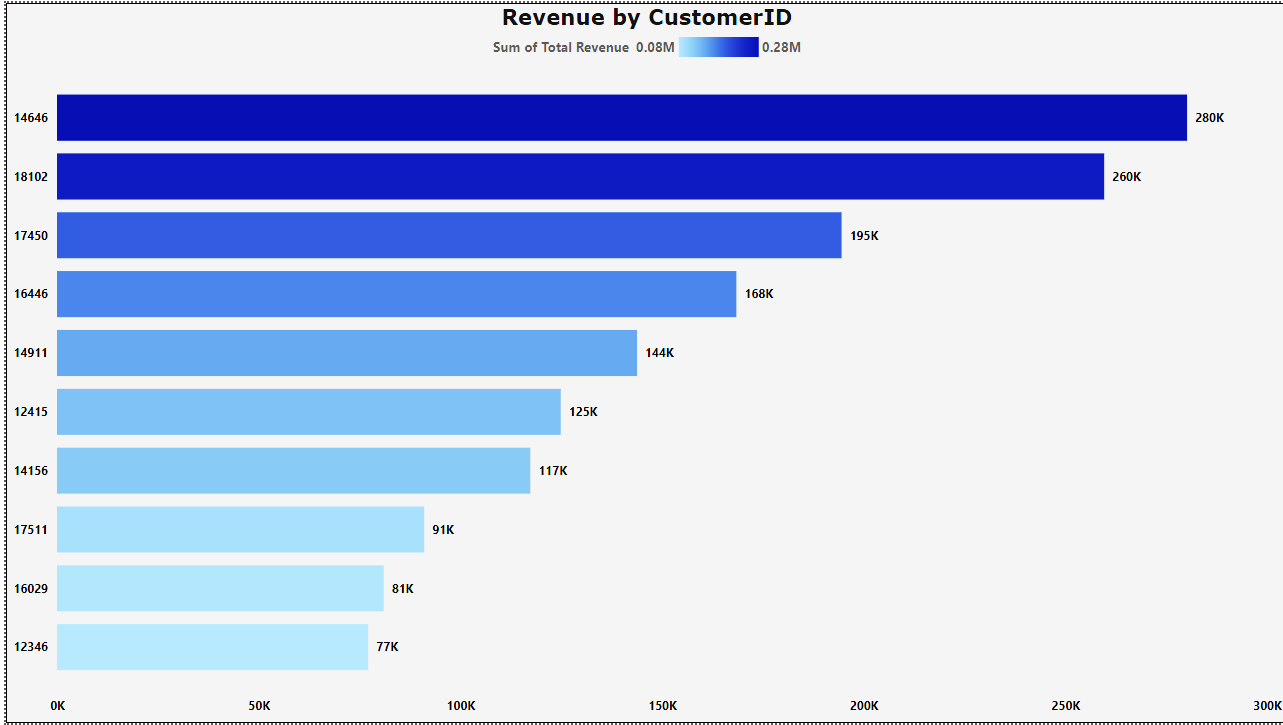 Revenue by CustomerID
Sum of Total Revenue 0.08M 0.28M
14646 280K
18102 260K
17450 195K
16446 168K
14911 144K
12415 125K
14156 117K
17511 91K
16029 81K
12346 77K
0K 50K 100K 150K 200K 250K 300K